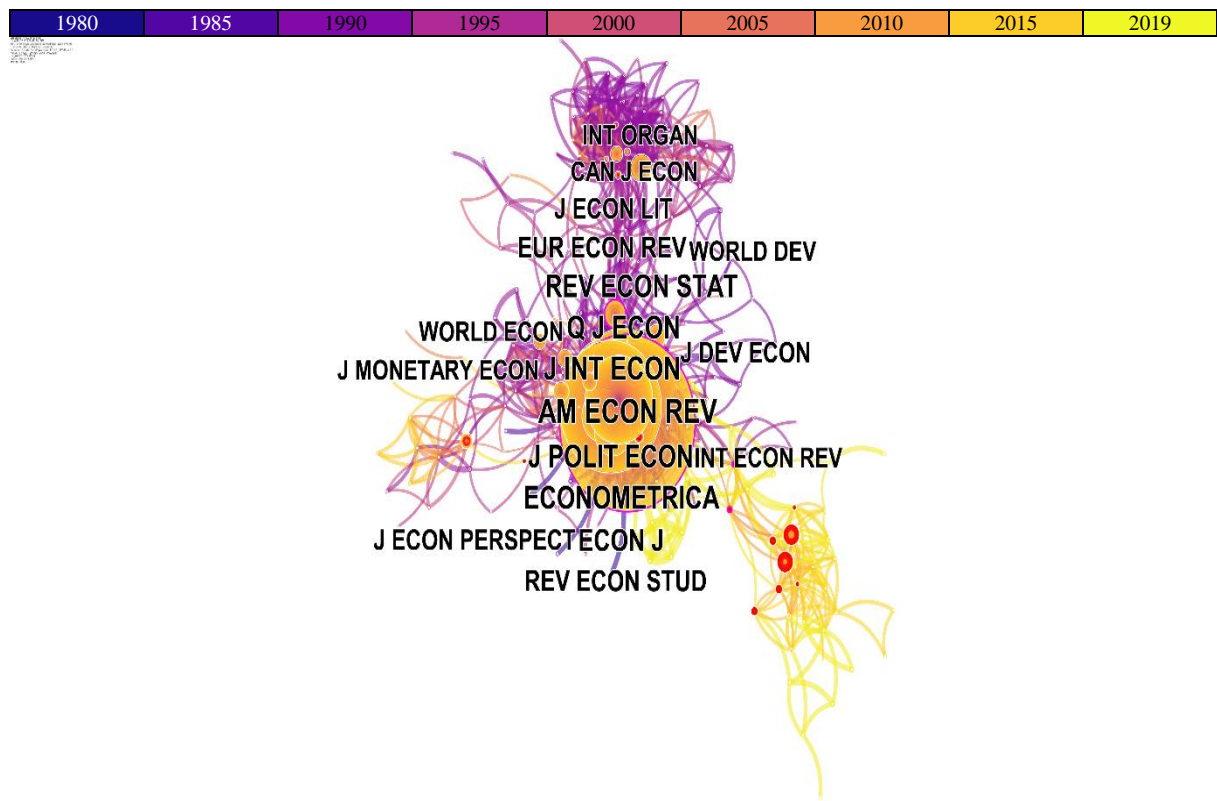 1980 1985 1990 1995 2000 2005 2010 2015 2019
INT ORGAN
CAN J ECON
J ECON LIT
EUR ECON REV WORLD DEV
REV ECON STAT
WORLD ECON Q J ECON
J DEV ECON
J MONETARY ECON J INT ECON
AM ECON REV
J POLIT ECON INT ECON REV
ECONOMETRICA
J ECON PERSPECT ECON J
REV ECON STUD